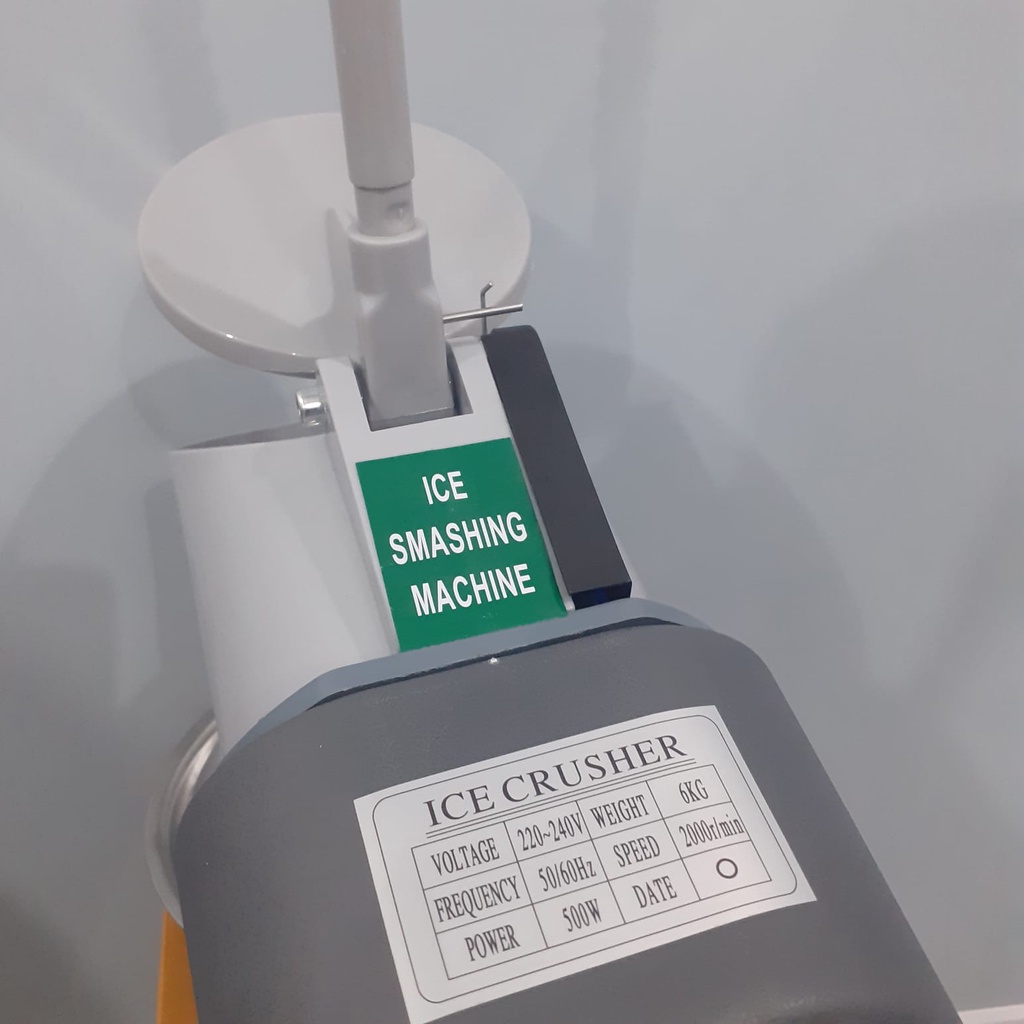 ICE
SMASHING
MACHINE
ICE CRUSHER
VOLTAGE 220~240V WEIGHT 6KG
FREQUENCY 50/60Hz SPEED 2000r/min
POWER 500W DATE O